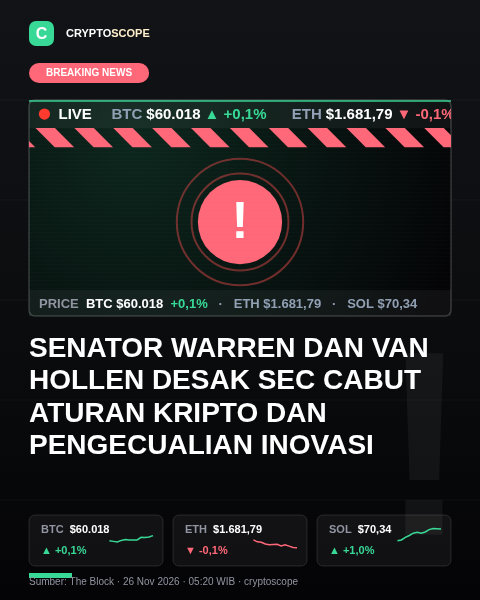 C CRYPTOSCOPE
BREAKING NEWS
LIVE BTC $60.018 ▲ +0,1% ETH $1.681,79 ▼ -0,1%
!
PRICE BTC $60.018 +0,1% · ETH $1.681,79 · SOL $70,34
SENATOR WARREN DAN VAN
HOLLEN DESAK SEC CABUT
ATURAN KRIPTO DAN
PENGECUALIAN INOVASI
!
BTC $60.018
▲ +0,1%
ETH $1.681,79
▼ -0,1%
SOL $70,34
▲ +1,0%
Sumber: The Block · 26 Nov 2026 · 05:20 WIB · cryptoscope